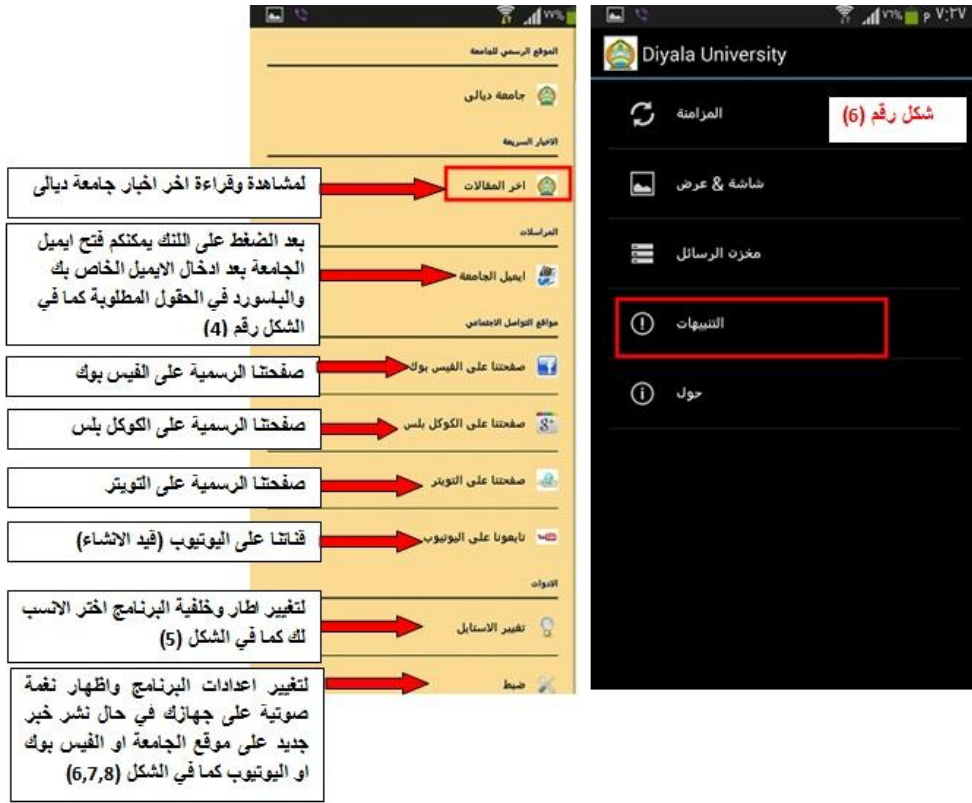 ٧٧%
الموقع الرسمي للجامعة
جامعة ديالى
الاخبار السريعة
اخر المقالات
المراسلات
ايميل الجامعة
مواقع التواصل الاجتماعي
صفحتنا على الفيس بوك
صفحتنا على الكوكل بلس
صفحتنا على التويتر
تابعونا على اليوتيوب
الادوات
تغيير الاستايل
ضبط
لمشاهدة وقراءة اخر اخبار جامعة ديالى
بعد الضغط على اللنك يمكنكم فتح ايميل
الجامعة بعد ادخال الايميل الخاص بك
والباسورد في الحقول المطلوبة كما في
الشكل رقم (4)
صفحتنا الرسمية على الفيس بوك
صفحتنا الرسمية على الكوكل بلس
صفحتنا الرسمية على التويتر
قناتنا على اليوتيوب (قيد الانشاء)
لتغيير اطار وخلفية البرنامج اختر الانسب
لك كما في الشكل (5)
لتغيير اعدادات البرنامج واظهار نغمة
صوتية على جهازك في حال نشر خبر
جديد على موقع الجامعة او الفيس بوك
او اليوتيوب كما في الشكل (6,7,8)
٧٦% ٧:٢٧ م
Diyala University
شكل رقم (6)
المزامنة
شاشة & عرض
مخزن الرسائل
التنبيهات
حول